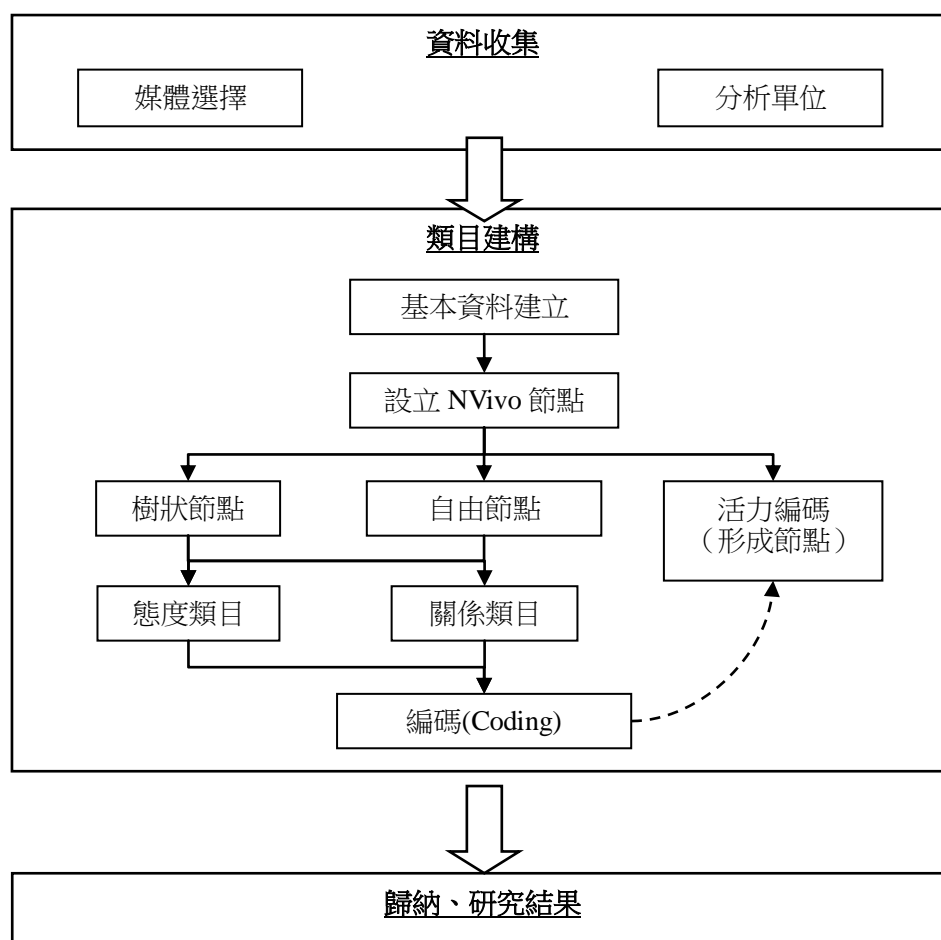 資料收集
媒體選擇
分析單位
類目建構
基本資料建立
設立 NVivo 節點
樹狀節點
自由節點
活力編碼
（形成節點）
態度類目
關係類目
編碼(Coding)
歸納、研究結果